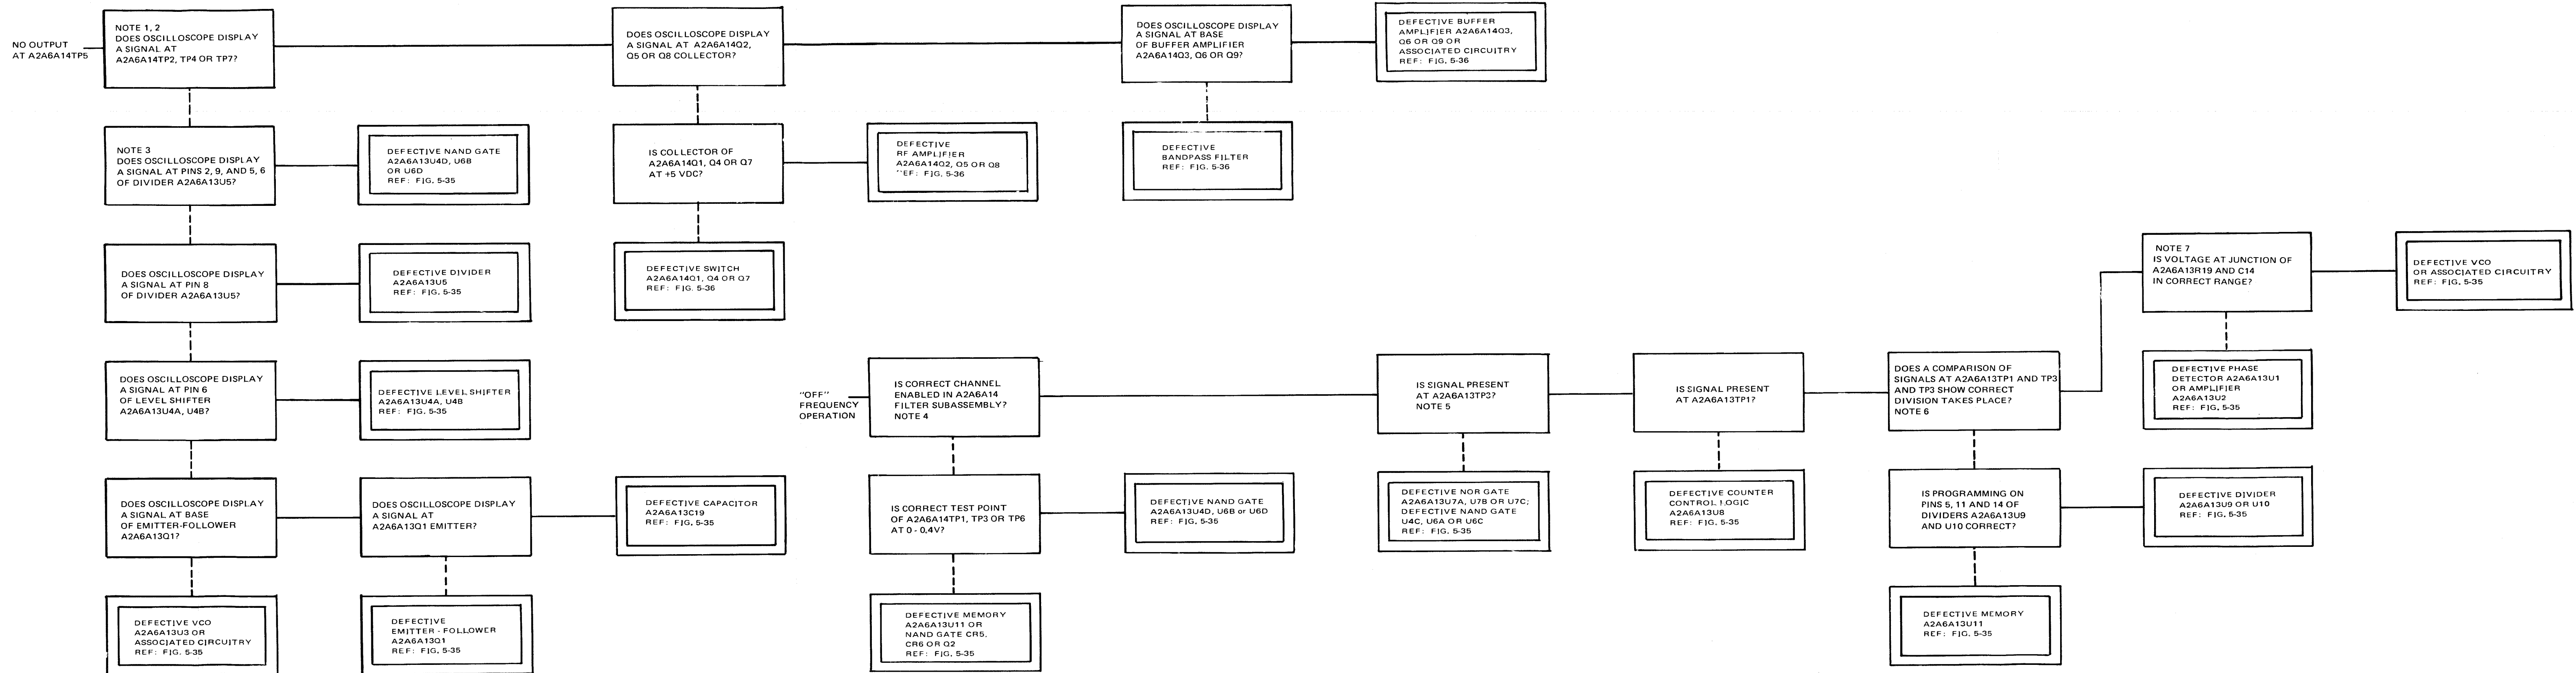 NO OUTPUT
AT A2A6A14TP5
NOTE 1, 2
DOES OSCILLOSCOPE DISPLAY
A SIGNAL AT
A2A6A14TP2, TP4 OR TP7?
DOES OSCILLOSCOPE DISPLAY
A SIGNAL AT A2A6A14Q2,
Q5 OR Q8 COLLECTOR?
DOES OSCILLOSCOPE DISPLAY
A SIGNAL AT BASE
OF BUFFER AMPLIFIER
A2A6A14Q3, Q6 OR Q9?
DEFECTIVE BUFFER
AMPLIFIER A2A6A14Q3,
Q6 OR Q9 OR
ASSOCIATED CIRCUITRY
REF: FIG. 5-36
NOTE 3
DOES OSCILLOSCOPE DISPLAY
A SIGNAL AT PINS 2, 9, AND 5, 6
OF DIVIDER A2A6A13U5?
DEFECTIVE NAND GATE
A2A6A13U4D, U6B
OR U6D
REF: FIG. 5-35
IS COLLECTOR OF
A2A6A14Q1, Q4 OR Q7
AT +5 VDC?
DEFECTIVE
RF AMPLIFIER
A2A6A14Q2, Q5 OR Q8
EF: FIG. 5-36
DEFECTIVE
BANDPASS FILTER
REF: FIG. 5-36
DOES OSCILLOSCOPE DISPLAY
A SIGNAL AT PIN 8
OF DIVIDER A2A6A13U5?
DEFECTIVE DIVIDER
A2A6A13U5
REF: FIG. 5-35
DEFECTIVE SWITCH
A2A6A14Q1, Q4 OR Q7
REF: FIG. 5-36
NOTE 7
IS VOLTAGE AT JUNCTION OF
A2A6A13R19 AND C14
IN CORRECT RANGE?
DEFECTIVE VCO
OR ASSOCIATED CIRCUITRY
REF: FIG. 5-35
DOES OSCILLOSCOPE DISPLAY
A SIGNAL AT PIN 6
OF LEVEL SHIFTER
A2A6A13U4A, U4B?
DEFECTIVE LEVEL SHIFTER
A2A6A13U4A, U4B
REF: FIG. 5-35
"OFF"
FREQUENCY
OPERATION
IS CORRECT CHANNEL
ENABLED IN A2A6A14
FILTER SUBASSEMBLY?
NOTE 4
IS SIGNAL PRESENT
AT A2A6A13TP3?
NOTE 5
IS SIGNAL PRESENT
AT A2A6A13TP1?
DOES A COMPARISON OF
SIGNALS AT A2A6A13TP1 AND TP3
AND TP3 SHOW CORRECT
DIVISION TAKES PLACE?
NOTE 6
DEFECTIVE PHASE
DETECTOR A2A6A13U1
OR AMPLIFIER
A2A6A13U2
REF: FIG. 5-35
DOES OSCILLOSCOPE DISPLAY
A SIGNAL AT BASE
OF EMITTER-FOLLOWER
A2A6A13Q1?
DOES OSCILLOSCOPE DISPLAY
A SIGNAL AT
A2A6A13Q1 EMITTER?
DEFECTIVE CAPACITOR
A2A6A13C19
REF: FIG. 5-35
IS CORRECT TEST POINT
OF A2A6A14TP1, TP3 OR TP6
AT 0 - 0.4V?
DEFECTIVE NAND GATE
A2A6A13U4D, U6B or U6D
REF: FIG. 5-35
DEFECTIVE NOR GATE
A2A6A13U7A, U7B OR U7C;
DEFECTIVE NAND GATE
U4C, U6A OR U6C
REF: FIG. 5-35
DEFECTIVE COUNTER
CONTROL LOGIC
A2A6A13U8
REF: FIG. 5-35
IS PROGRAMMING ON
PINS 5, 11 AND 14 OF
DIVIDERS A2A6A13U9
AND U10 CORRECT?
DEFECTIVE DIVIDER
A2A6A13U9 OR U10
REF: FIG. 5-35
DEFECTIVE VCO
A2A6A13U3 OR
ASSOCIATED CIRCUITRY
REF: FIG. 5-35
DEFECTIVE
EMITTER - FOLLOWER
A2A6A13Q1
REF: FIG. 5-35
DEFECTIVE MEMORY
A2A6A13U11 OR
NAND GATE CR5,
CR6 OR Q2
REF: FIG. 5-35
DEFECTIVE MEMORY
A2A6A13U11
REF: FIG. 5-35